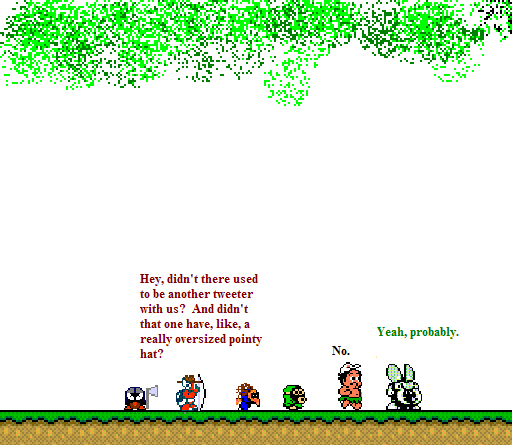 Hey, didn't there used
to be another tweeter
with us?  And didn't
that one have, like, a
really oversized pointy
hat?
No.
Yeah, probably.